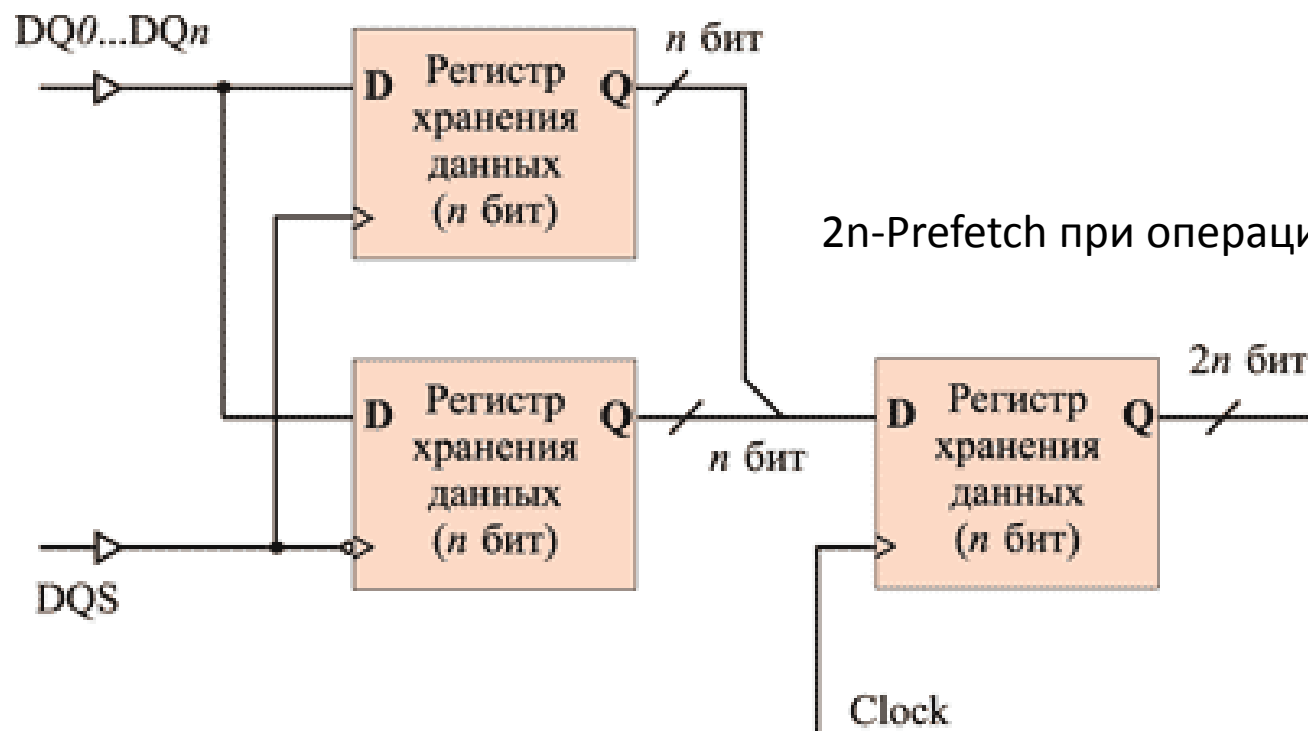 DQ0...DQn
n бит
D Регистр Q
хранения
данных
(n бит)
2n-Prefetch при
D Регистр Q
хранения
данных
(n бит)
n бит
DQS
D Регистр Q
хранения
данных
(n бит)
2n бит
Clock